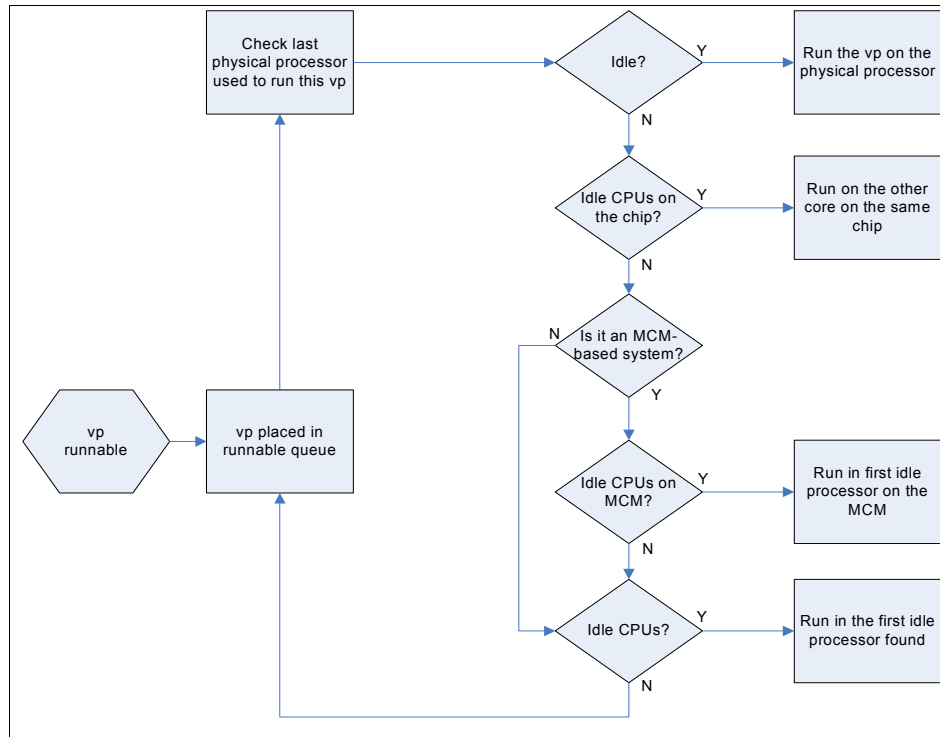 Check last
physical processor
used to run this vp
Idle?
Y
Run the vp on the
physical processor
N
Idle CPUs on
the chip?
Y
Run on the other
core on the same
chip
N
Is it an MCM-
based system?
N
Y
vp
runnable
vp placed in
runnable queue
Idle CPUs on
MCM?
Y
Run in first idle
processor on the
MCM
N
Idle CPUs?
Y
Run in the first idle
processor found
N